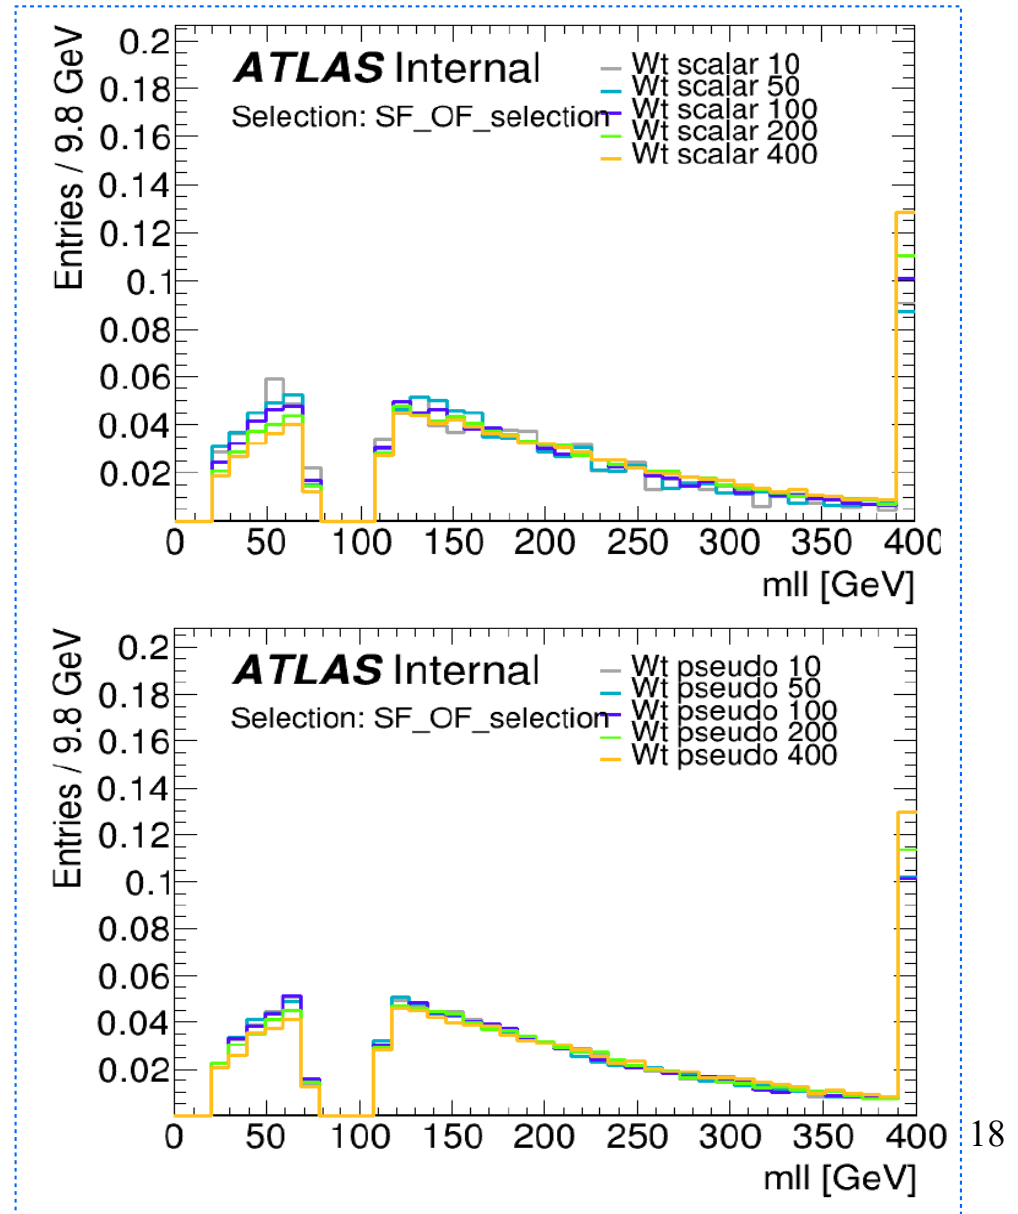 0.2
0.18
0.16
0.14
0.12
0.1
0.08
0.06
0.04
0.02
Entries / 9.8 GeV
ATLAS Internal
Selection: SF_OF_selection
Wt scalar 10
Wt scalar 50
Wt scalar 100
Wt scalar 200
Wt scalar 400
0 50 100 150 200 250 300 350 400
mll [GeV]
0.2
0.18
0.16
0.14
0.12
0.1
0.08
0.06
0.04
0.02
Entries / 9.8 GeV
ATLAS Internal
Selection: SF_OF_selection
Wt pseudo 10
Wt pseudo 50
Wt pseudo 100
Wt pseudo 200
Wt pseudo 400
0 50 100 150 200 250 300 350 400
mll [GeV]
18